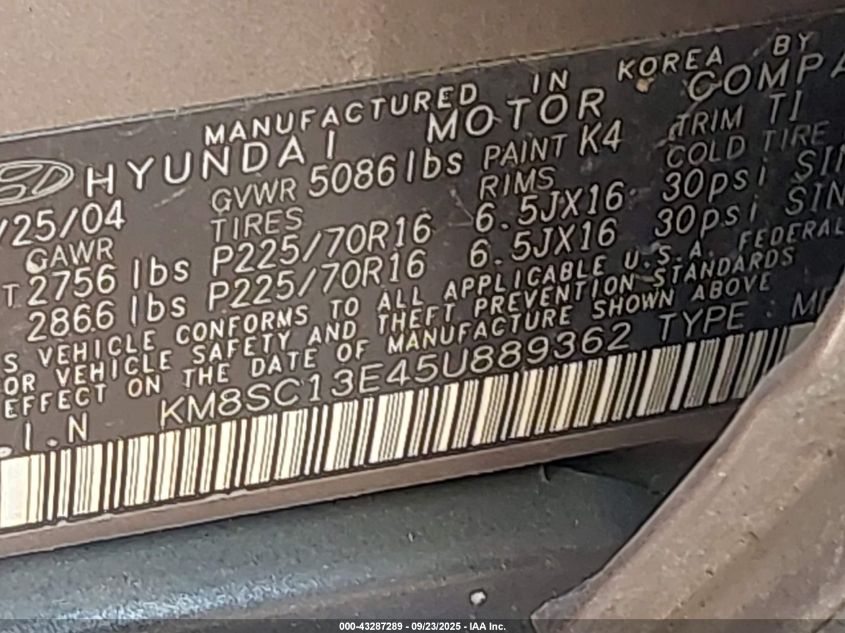 MANUFACTURED IN KOREA BY
HYUNDAI MOTOR COMPA
/25/04 GVWR 5086 lbs PAINT K4 TRIM TI
GAWR TIRES RIMS COLD TIRE
T 2756 lbs P225/70R16 6.5JX16 30psi SIN
2866 lbs P225/70R16 6.5JX16 30psi SIN
S VEHICLE CONFORMS TO ALL APPLICABLE U.S.A. FEDERAL
OR VEHICLE SAFETY AND THEFT PREVENTION STANDARDS
EFFECT ON THE DATE OF MANUFACTURE SHOWN ABOVE
.I.N KM8SC13E45U889362 TYPE
000-43287289 - 09/23/2025 - IAA Inc.